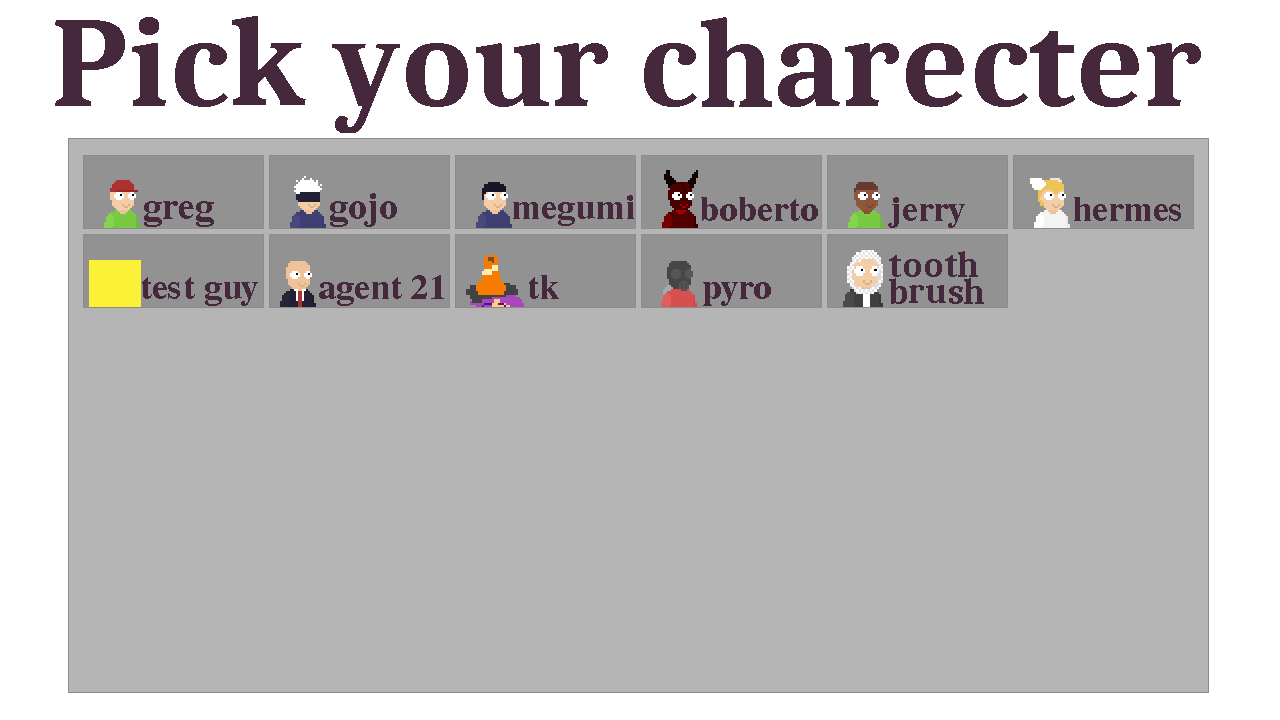 Pick your charecter
greg
gojo
megumi
boberto
jerry
hermes
test guy
agent 21
tk
pyro
tooth
brush